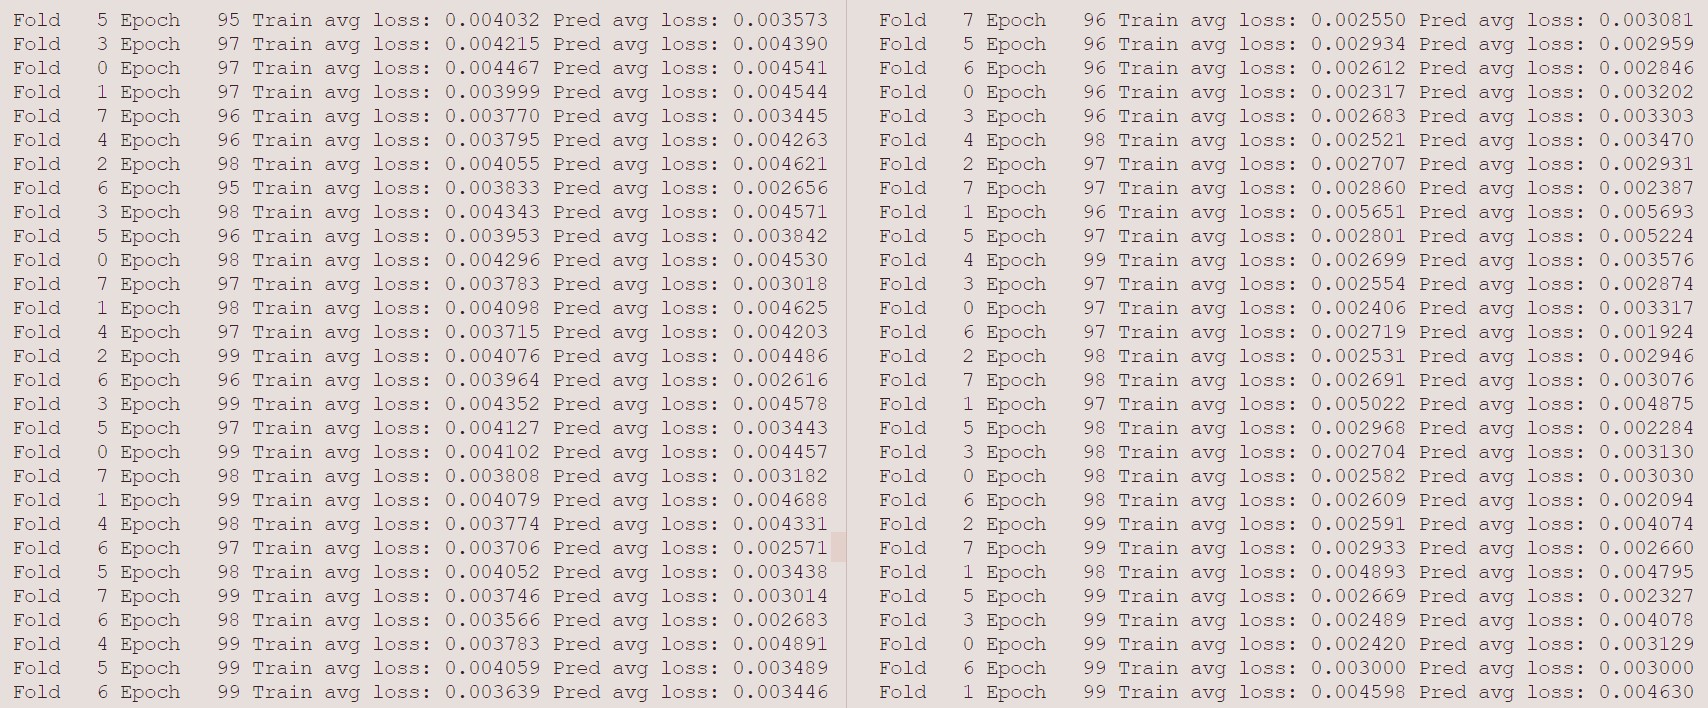 Fold   5 Epoch   95 Train avg loss: 0.004032 Pred avg loss: 0.003573
Fold   3 Epoch   97 Train avg loss: 0.004215 Pred avg loss: 0.004390
Fold   0 Epoch   97 Train avg loss: 0.004467 Pred avg loss: 0.004541
Fold   1 Epoch   97 Train avg loss: 0.003999 Pred avg loss: 0.004544
Fold   7 Epoch   96 Train avg loss: 0.003770 Pred avg loss: 0.003445
Fold   4 Epoch   96 Train avg loss: 0.003795 Pred avg loss: 0.004263
Fold   2 Epoch   98 Train avg loss: 0.004055 Pred avg loss: 0.004621
Fold   6 Epoch   95 Train avg loss: 0.003833 Pred avg loss: 0.002656
Fold   3 Epoch   98 Train avg loss: 0.004343 Pred avg loss: 0.004571
Fold   5 Epoch   96 Train avg loss: 0.003953 Pred avg loss: 0.003842
Fold   0 Epoch   98 Train avg loss: 0.004296 Pred avg loss: 0.004530
Fold   7 Epoch   97 Train avg loss: 0.003783 Pred avg loss: 0.003018
Fold   1 Epoch   98 Train avg loss: 0.004098 Pred avg loss: 0.004625
Fold   4 Epoch   97 Train avg loss: 0.003715 Pred avg loss: 0.004203
Fold   2 Epoch   99 Train avg loss: 0.004076 Pred avg loss: 0.004486
Fold   6 Epoch   96 Train avg loss: 0.003964 Pred avg loss: 0.002616
Fold   3 Epoch   99 Train avg loss: 0.004352 Pred avg loss: 0.004578
Fold   5 Epoch   97 Train avg loss: 0.004127 Pred avg loss: 0.003443
Fold   0 Epoch   99 Train avg loss: 0.004102 Pred avg loss: 0.004457
Fold   7 Epoch   98 Train avg loss: 0.003808 Pred avg loss: 0.003182
Fold   1 Epoch   99 Train avg loss: 0.004079 Pred avg loss: 0.004688
Fold   4 Epoch   98 Train avg loss: 0.003774 Pred avg loss: 0.004331
Fold   6 Epoch   97 Train avg loss: 0.003706 Pred avg loss: 0.002571
Fold   5 Epoch   98 Train avg loss: 0.004052 Pred avg loss: 0.003438
Fold   7 Epoch   99 Train avg loss: 0.003746 Pred avg loss: 0.003014
Fold   6 Epoch   98 Train avg loss: 0.003566 Pred avg loss: 0.002683
Fold   4 Epoch   99 Train avg loss: 0.003783 Pred avg loss: 0.004891
Fold   5 Epoch   99 Train avg loss: 0.004059 Pred avg loss: 0.003489
Fold   6 Epoch   99 Train avg loss: 0.003639 Pred avg loss: 0.003446
Fold   7 Epoch   96 Train avg loss: 0.002550 Pred avg loss: 0.003081
Fold   5 Epoch   96 Train avg loss: 0.002934 Pred avg loss: 0.002959
Fold   6 Epoch   96 Train avg loss: 0.002612 Pred avg loss: 0.002846
Fold   0 Epoch   96 Train avg loss: 0.002317 Pred avg loss: 0.003202
Fold   3 Epoch   96 Train avg loss: 0.002683 Pred avg loss: 0.003303
Fold   4 Epoch   98 Train avg loss: 0.002521 Pred avg loss: 0.003470
Fold   2 Epoch   97 Train avg loss: 0.002707 Pred avg loss: 0.002931
Fold   7 Epoch   97 Train avg loss: 0.002860 Pred avg loss: 0.002387
Fold   1 Epoch   96 Train avg loss: 0.005651 Pred avg loss: 0.005693
Fold   5 Epoch   97 Train avg loss: 0.002801 Pred avg loss: 0.005224
Fold   4 Epoch   99 Train avg loss: 0.002699 Pred avg loss: 0.003576
Fold   3 Epoch   97 Train avg loss: 0.002554 Pred avg loss: 0.002874
Fold   0 Epoch   97 Train avg loss: 0.002406 Pred avg loss: 0.003317
Fold   6 Epoch   97 Train avg loss: 0.002719 Pred avg loss: 0.001924
Fold   2 Epoch   98 Train avg loss: 0.002531 Pred avg loss: 0.002946
Fold   7 Epoch   98 Train avg loss: 0.002691 Pred avg loss: 0.003076
Fold   1 Epoch   97 Train avg loss: 0.005022 Pred avg loss: 0.004875
Fold   5 Epoch   98 Train avg loss: 0.002968 Pred avg loss: 0.002284
Fold   3 Epoch   98 Train avg loss: 0.002704 Pred avg loss: 0.003130
Fold   0 Epoch   98 Train avg loss: 0.002582 Pred avg loss: 0.003030
Fold   6 Epoch   98 Train avg loss: 0.002609 Pred avg loss: 0.002094
Fold   2 Epoch   99 Train avg loss: 0.002591 Pred avg loss: 0.004074
Fold   7 Epoch   99 Train avg loss: 0.002933 Pred avg loss: 0.002660
Fold   1 Epoch   98 Train avg loss: 0.004893 Pred avg loss: 0.004795
Fold   5 Epoch   99 Train avg loss: 0.002669 Pred avg loss: 0.002327
Fold   3 Epoch   99 Train avg loss: 0.002489 Pred avg loss: 0.004078
Fold   0 Epoch   99 Train avg loss: 0.002420 Pred avg loss: 0.003129
Fold   6 Epoch   99 Train avg loss: 0.003000 Pred avg loss: 0.003000
Fold   1 Epoch   99 Train avg loss: 0.004598 Pred avg loss: 0.004630